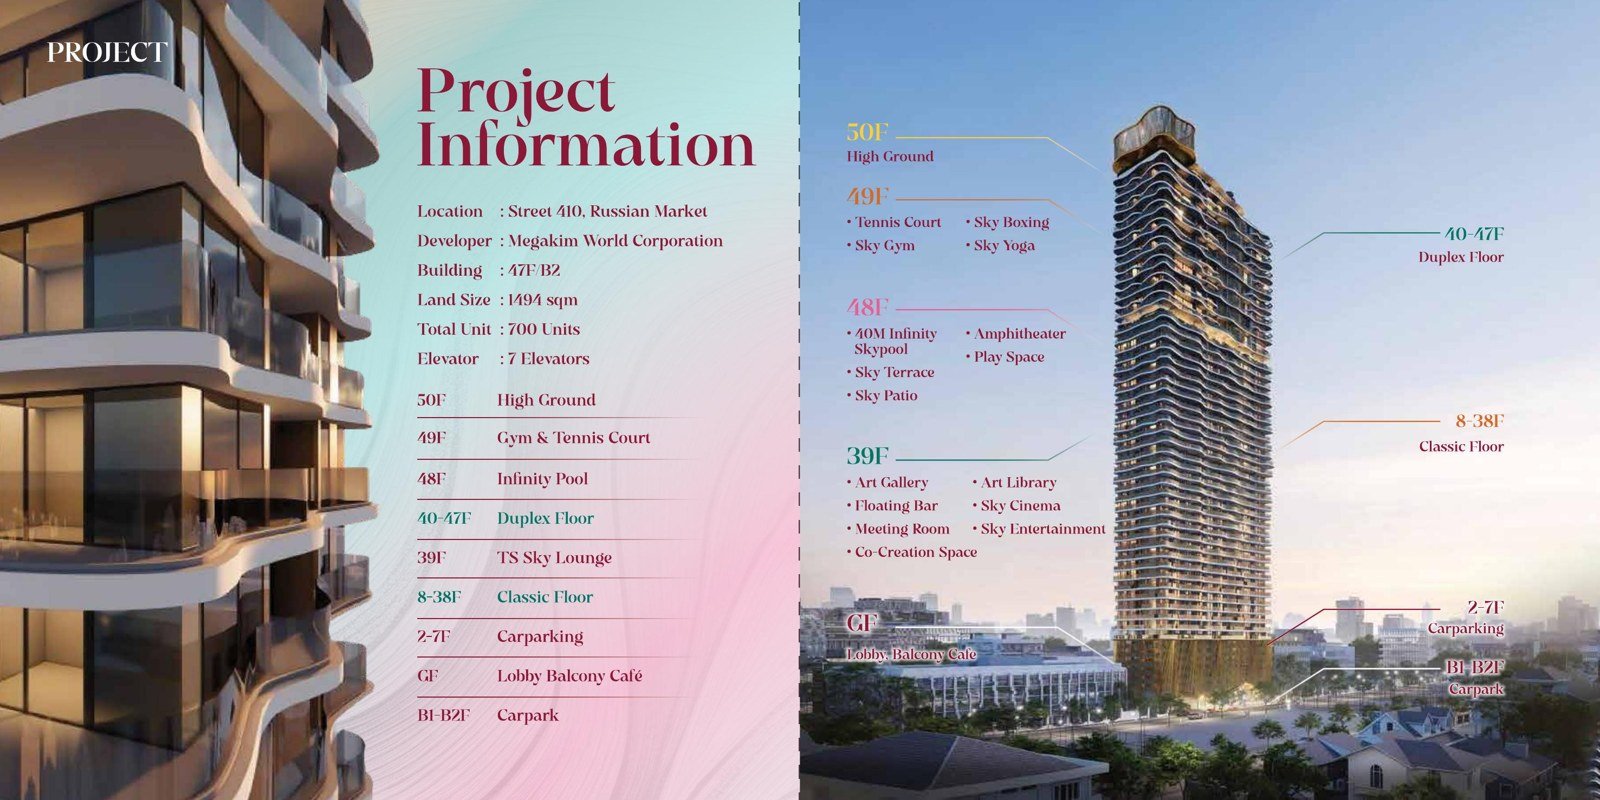 PROJECT
Project
Information
Location : Street 410, Russian Market
Developer : Megakim World Corporation
Building : 47F/B2
Land Size : 1494 sqm
Total Unit : 700 Units
Elevator : 7 Elevators
50F High Ground
49F Gym & Tennis Court
48F Infinity Pool
40-47F Duplex Floor
39F TS Sky Lounge
8-38F Classic Floor
2-7F Carparking
GF Lobby Balcony Café
B1-B2F Carpark
50F
High Ground
49F
• Tennis Court • Sky Boxing
• Sky Gym • Sky Yoga
48F
• 40M Infinity • Amphitheater
Skypool • Play Space
• Sky Terrace
• Sky Patio
39F
• Art Gallery • Art Library
• Floating Bar • Sky Cinema
• Meeting Room • Sky Entertainment
• Co-Creation Space
GF
Lobby, Balcony Cafe
40-47F
Duplex Floor
8-38F
Classic Floor
2-7F
Carparking
B1-B2F
Carpark